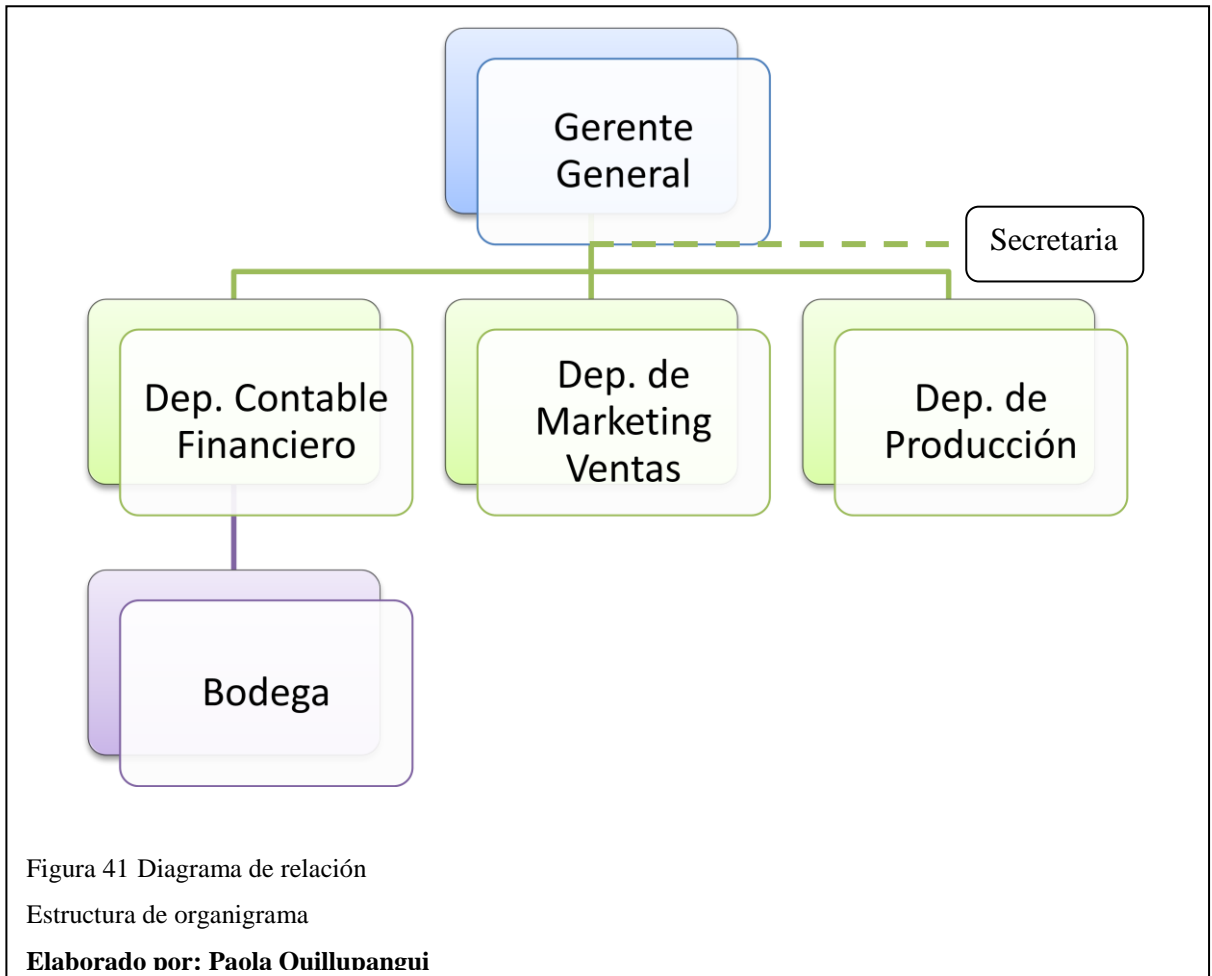 Gerente
General
Secretaria
Dep. Contable
Financiero
Dep. de
Marketing
Ventas
Dep. de
Producción
Bodega
Figura 41 Diagrama de relación
Estructura de organigrama
Elaborado por: Paola Quillupangui